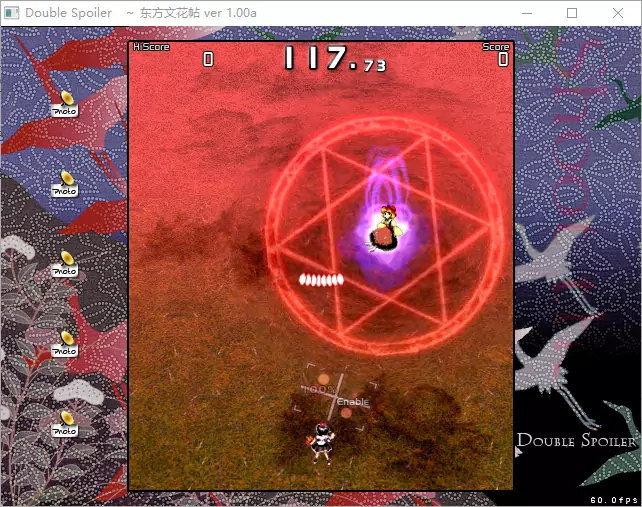 Double Spoiler　~ 东方文花帖 ver 1.00a
HiScore
0
117.73
Score
0
Photo
Photo
Photo
Photo
Photo
100%
Enable
Double Spoiler
60.0fps